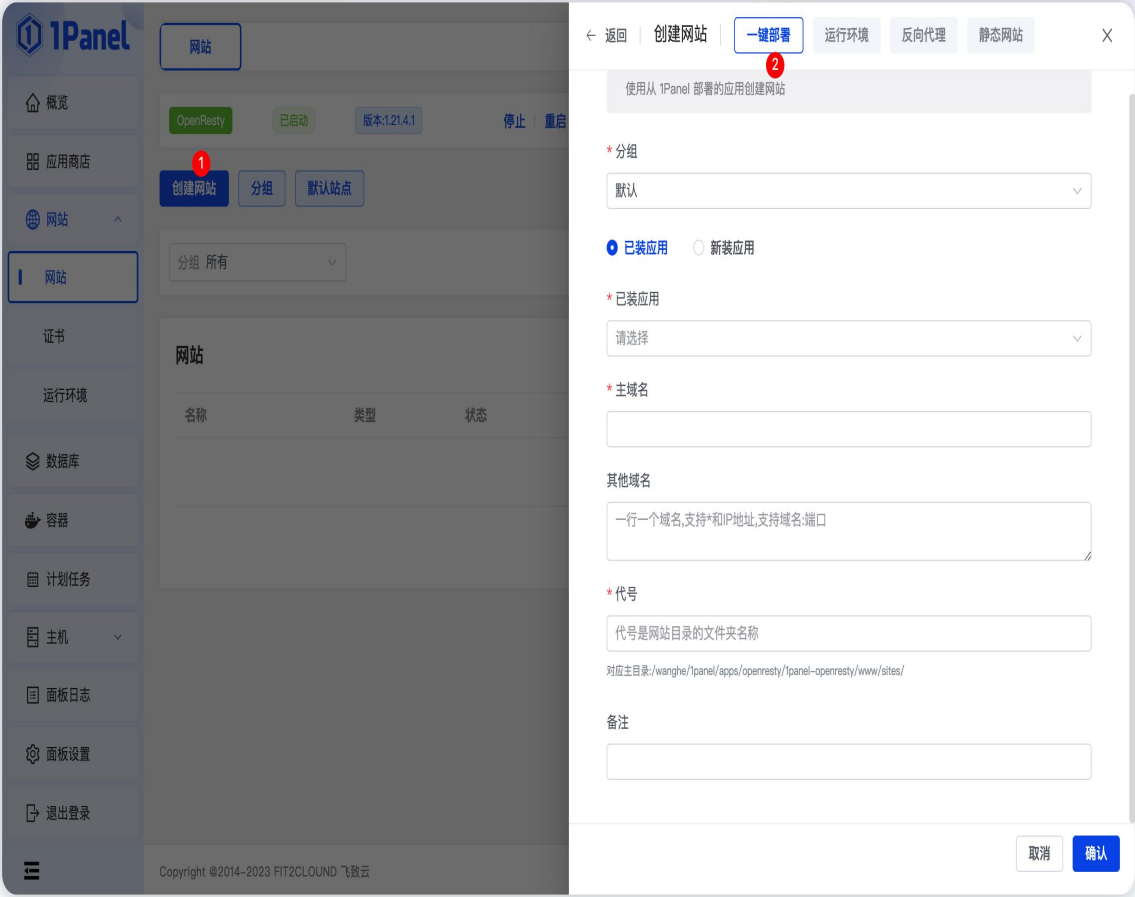 1Panel
概览
应用商店
网站
网站
证书
运行环境
数据库
容器
计划任务
主机
面板日志
面板设置
退出登录
网站
OpenResty 已启动 版本:1.21.4.1 停止 重启
1
创建网站 分组 默认站点
分组 所有
网站
名称 类型 状态
Copyright @2014-2023 FIT2CLOUND 飞致云
← 返回 创建网站 一键部署 运行环境 反向代理 静态网站 X
2
使用从 1Panel 部署的应用创建网站
* 分组
默认
已装应用 新装应用
* 已装应用
请选择
* 主域名
其他域名
一行一个域名,支持*和IP地址,支持域名:端口
* 代号
代号是网站目录的文件夹名称
对应主目录:/wanghe/1panel/apps/openresty/1panel-openresty/www/sites/
备注
取消 确认